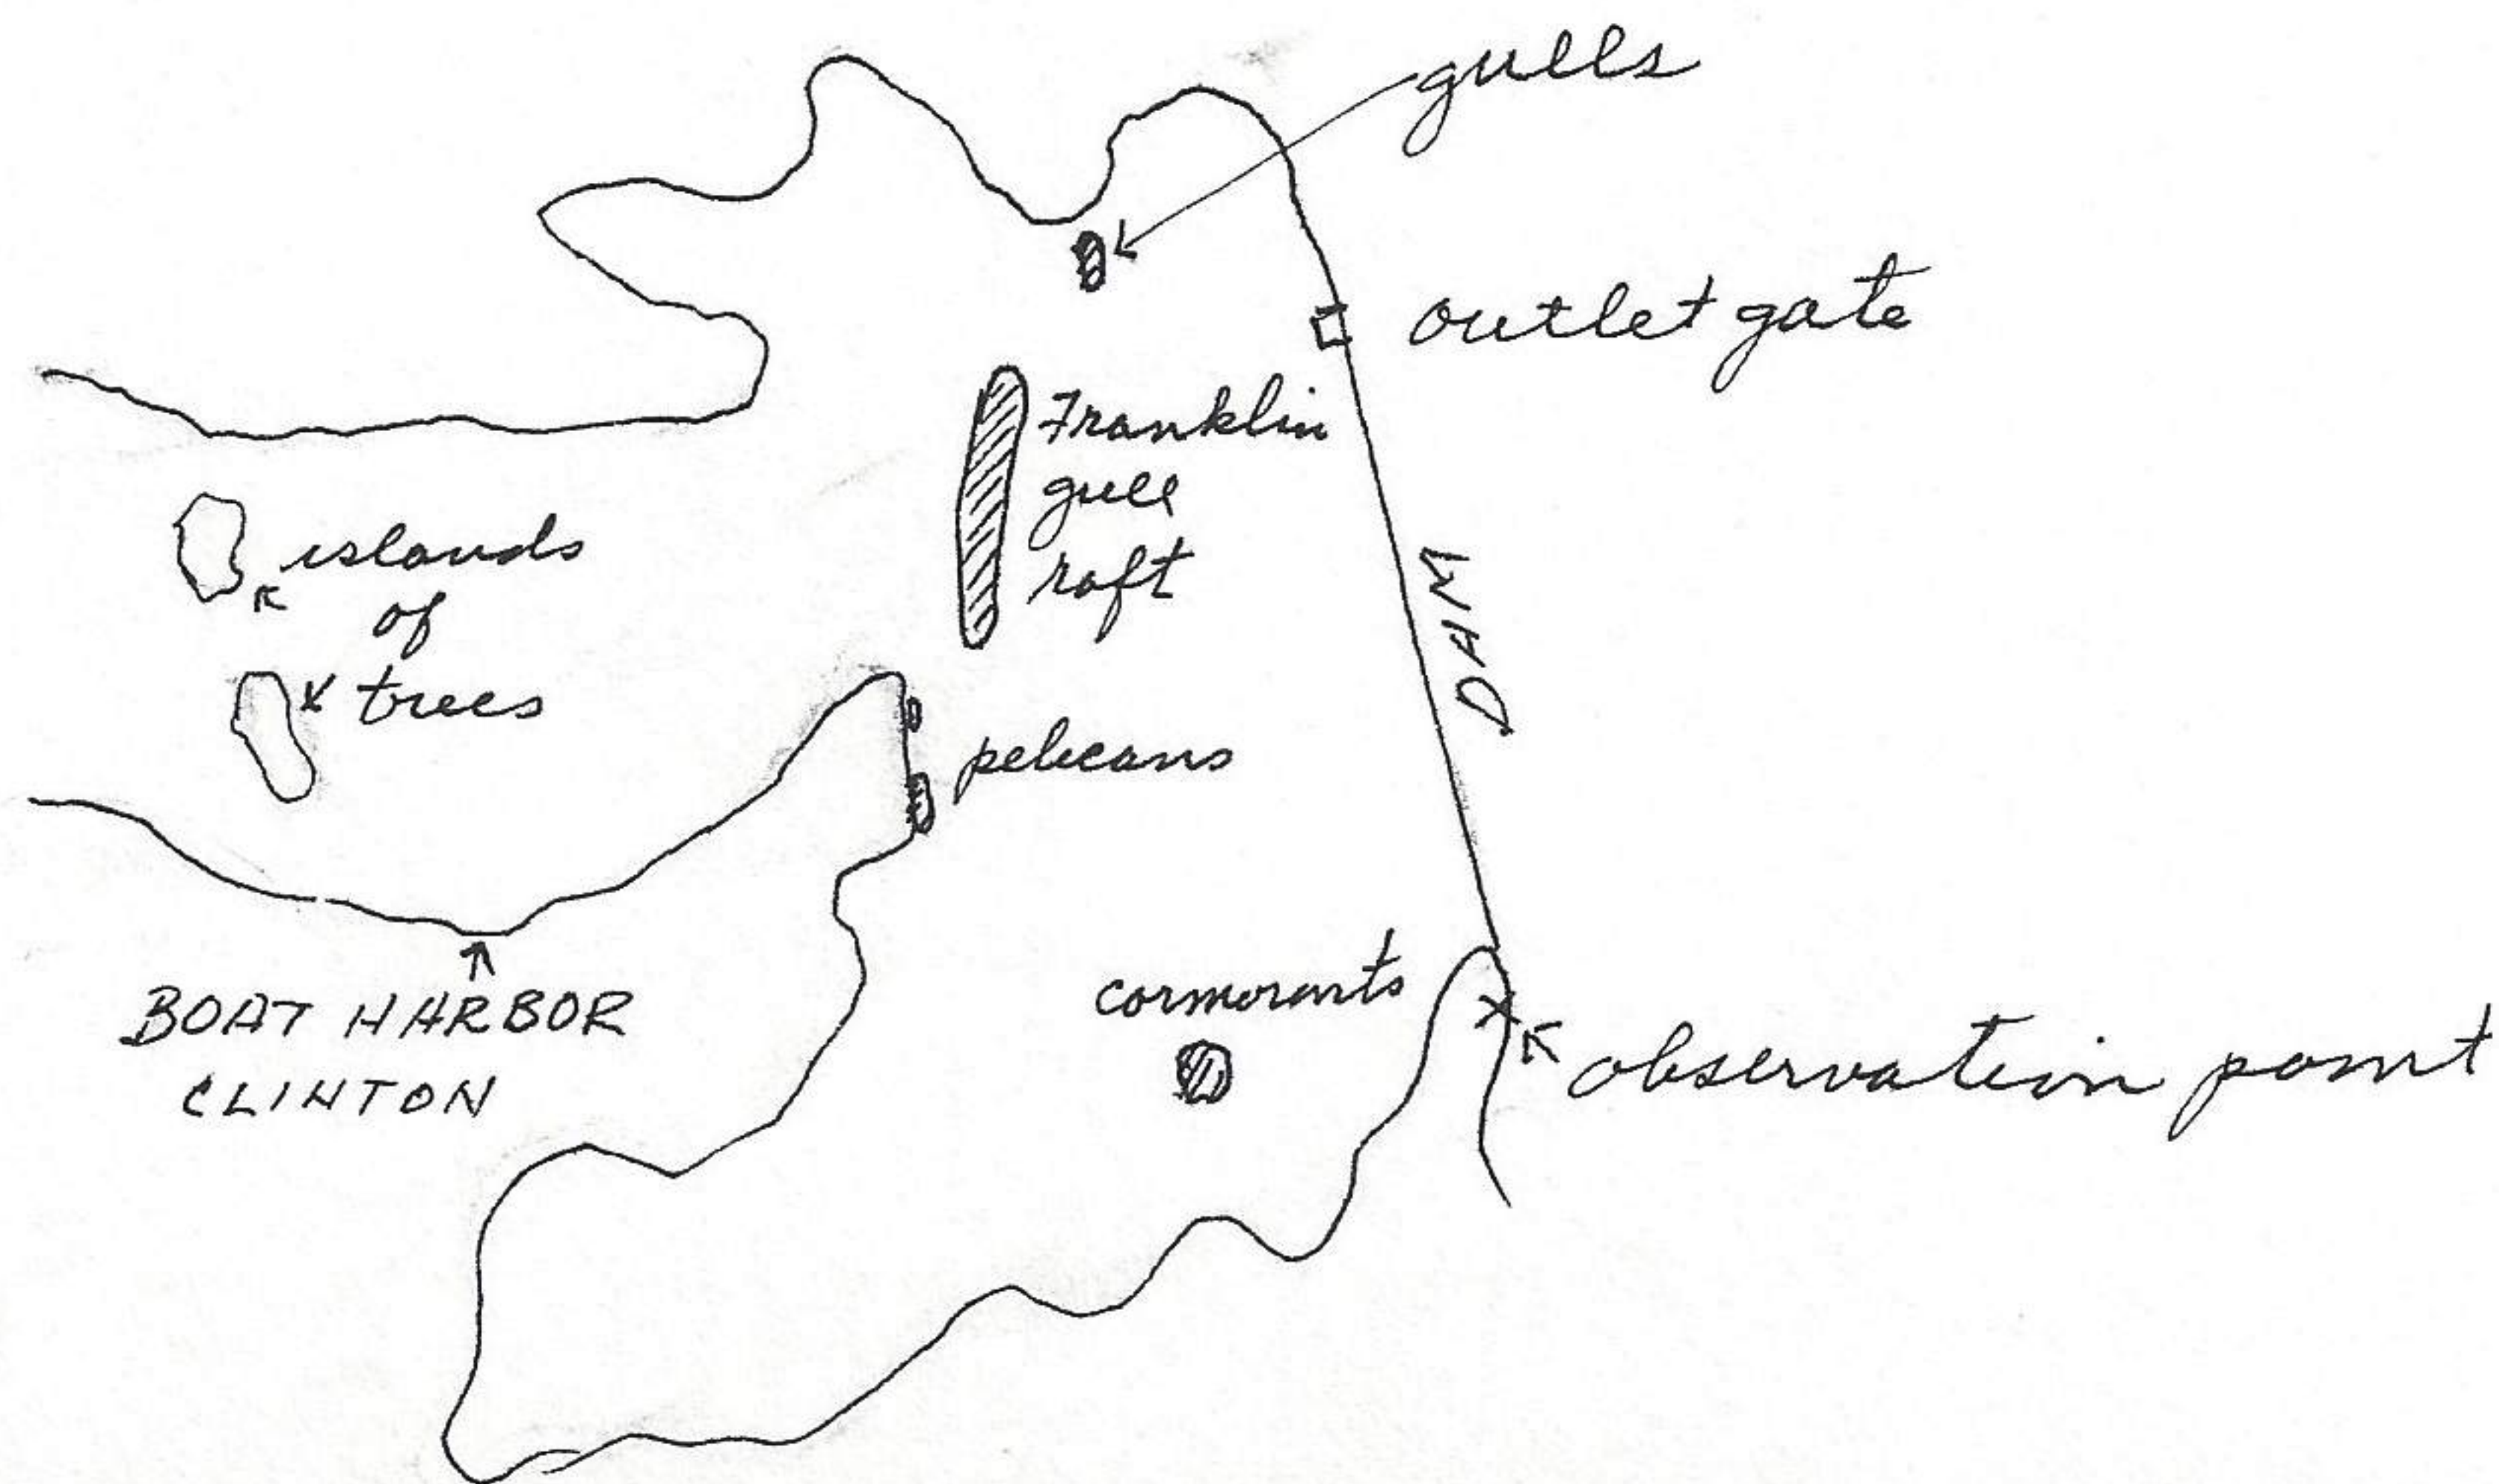 gulls
outlet gate
Franklin
gull
raft
islands
of
trees
DAM
pelicans
cormorants
BOAT HARBOR
CLINTON
observation point